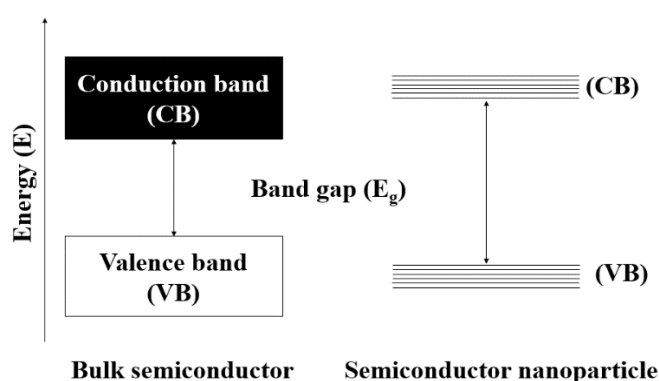 Energy (E)
Conduction band
(CB)
(CB)
Band gap (Eg)
Valence band
(VB)
(VB)
Bulk semiconductor
Semiconductor nanoparticle